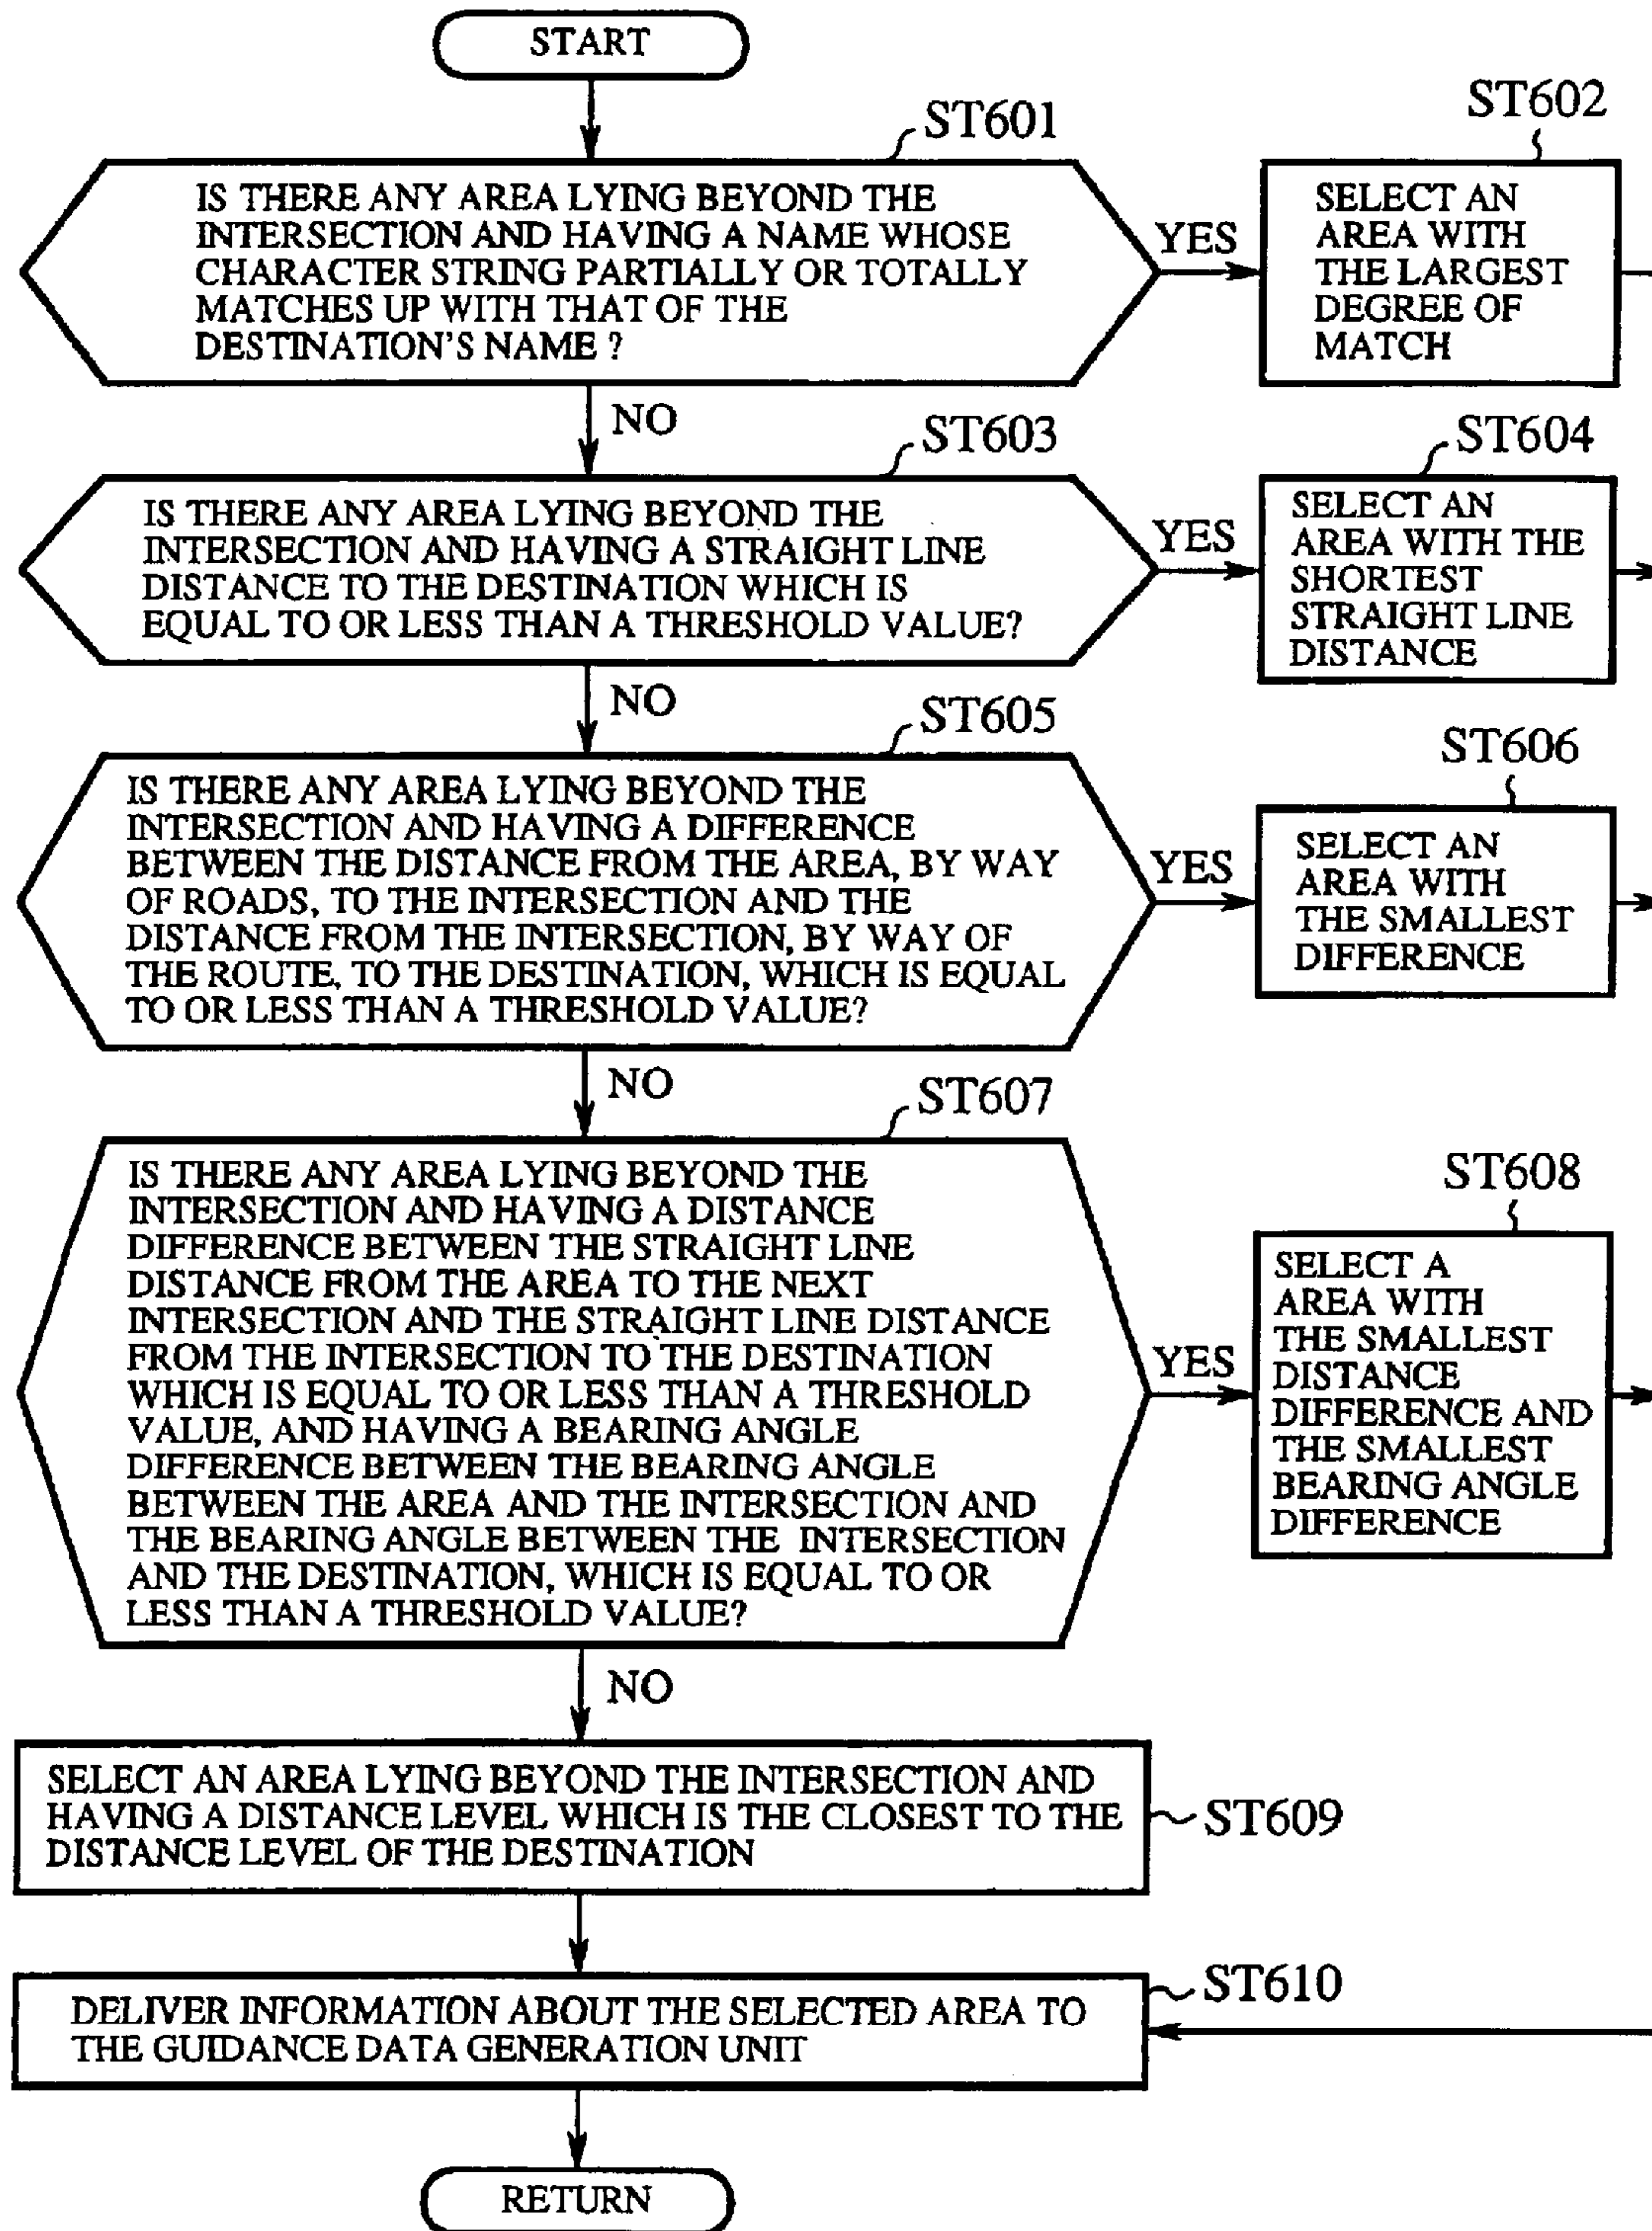 START
ST601
IS THERE ANY AREA LYING BEYOND THE
INTERSECTION AND HAVING A NAME WHOSE
CHARACTER STRING PARTIALLY OR TOTALLY
MATCHES UP WITH THAT OF THE
DESTINATION'S NAME ?
YES
ST602
SELECT AN
AREA WITH
THE LARGEST
DEGREE OF
MATCH
NO
ST603
IS THERE ANY AREA LYING BEYOND THE
INTERSECTION AND HAVING A STRAIGHT LINE
DISTANCE TO THE DESTINATION WHICH IS
EQUAL TO OR LESS THAN A THRESHOLD VALUE?
YES
ST604
SELECT AN
AREA WITH THE
SHORTEST
STRAIGHT LINE
DISTANCE
NO
ST605
IS THERE ANY AREA LYING BEYOND THE
INTERSECTION AND HAVING A DIFFERENCE
BETWEEN THE DISTANCE FROM THE AREA, BY WAY
OF ROADS, TO THE INTERSECTION AND THE
DISTANCE FROM THE INTERSECTION, BY WAY OF
THE ROUTE, TO THE DESTINATION, WHICH IS EQUAL
TO OR LESS THAN A THRESHOLD VALUE?
YES
ST606
SELECT AN
AREA WITH
THE SMALLEST
DIFFERENCE
NO
ST607
IS THERE ANY AREA LYING BEYOND THE
INTERSECTION AND HAVING A DISTANCE
DIFFERENCE BETWEEN THE STRAIGHT LINE
DISTANCE FROM THE AREA TO THE NEXT
INTERSECTION AND THE STRAIGHT LINE DISTANCE
FROM THE INTERSECTION TO THE DESTINATION
WHICH IS EQUAL TO OR LESS THAN A THRESHOLD
VALUE, AND HAVING A BEARING ANGLE
DIFFERENCE BETWEEN THE BEARING ANGLE
BETWEEN THE AREA AND THE INTERSECTION AND
THE BEARING ANGLE BETWEEN THE INTERSECTION
AND THE DESTINATION, WHICH IS EQUAL TO OR
LESS THAN A THRESHOLD VALUE?
YES
ST608
SELECT A
AREA WITH
THE SMALLEST
DISTANCE
DIFFERENCE AND
THE SMALLEST
BEARING ANGLE
DIFFERENCE
NO
SELECT AN AREA LYING BEYOND THE INTERSECTION AND
HAVING A DISTANCE LEVEL WHICH IS THE CLOSEST TO THE
DISTANCE LEVEL OF THE DESTINATION
ST609
DELIVER INFORMATION ABOUT THE SELECTED AREA TO
THE GUIDANCE DATA GENERATION UNIT
ST610
RETURN